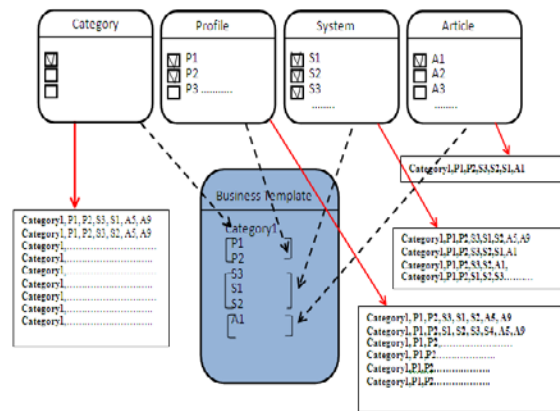 Category
Profile
System
Article
P1
P2
P3 ...........
S1
S2
S3
........
A1
A2
A3
........
Category1,P1,P2,S3,S2,S1,A1
Business Template
Category1
P1
P2
S3
S1
S2
A1
Category1, P1, P2, S3, S1, A5, A9
Category1, P1, P2, S3, S2, A5, A9
Category1,..............................
Category1,..............................
Category1,..............................
Category1,..............................
Category1,..............................
Category1,..............................
Category1,..............................
Category1,P1,P2,S3,S1,S2,A5,A9
Category1,P1,P2,S3,S2,S1,A1
Category1,P1,P2,S3,S2,A1,
Category1,P1,P2,S1,S2,S3..........
Category1, P1, P2, S3, S1, S2, A5, A9
Category1, P1, P2, S1, S2, S3, S4, A5, A9
Category1, P1, P2,........................
Category1, P1,P2......................
Category1,P1,P2......................
Category1,P1,P2......................